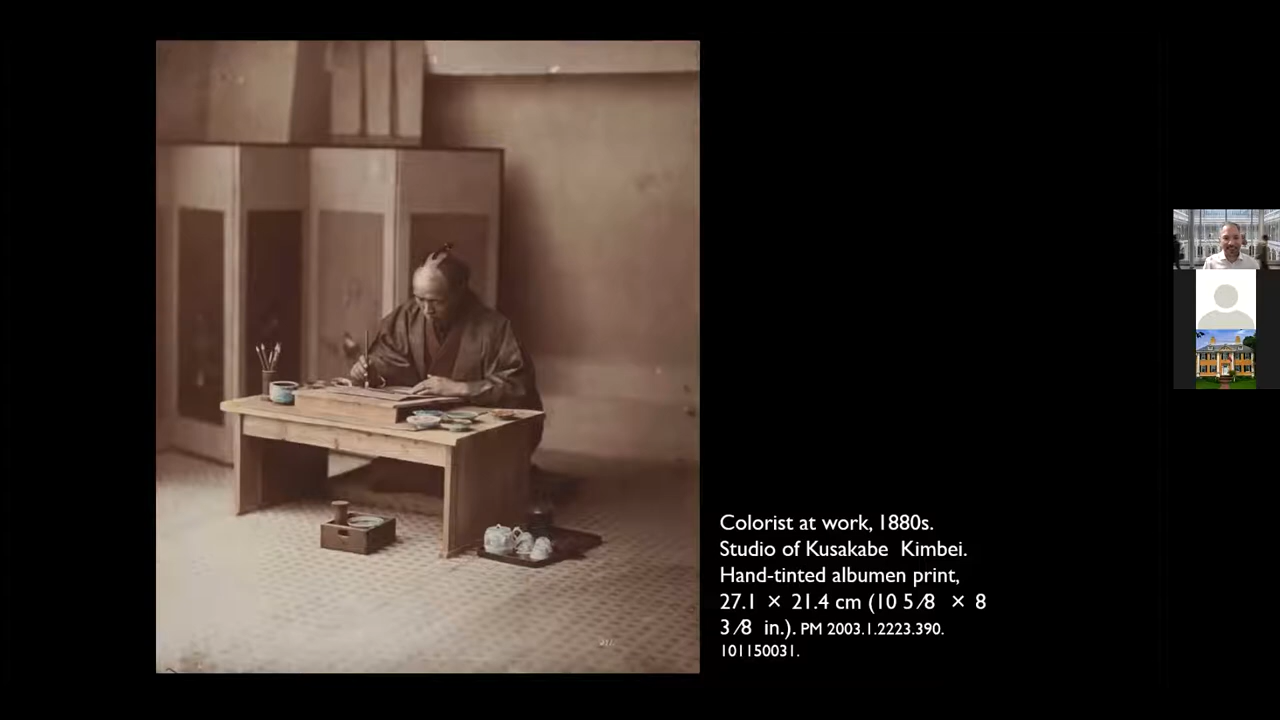 Colorist at work, 1880s.
Studio of Kusakabe Kimbei.
Hand-tinted albumen print,
27.1 × 21.4 cm (10 5/8 × 8
3/8 in.). PM 2003.1.2223.390.
101150031.